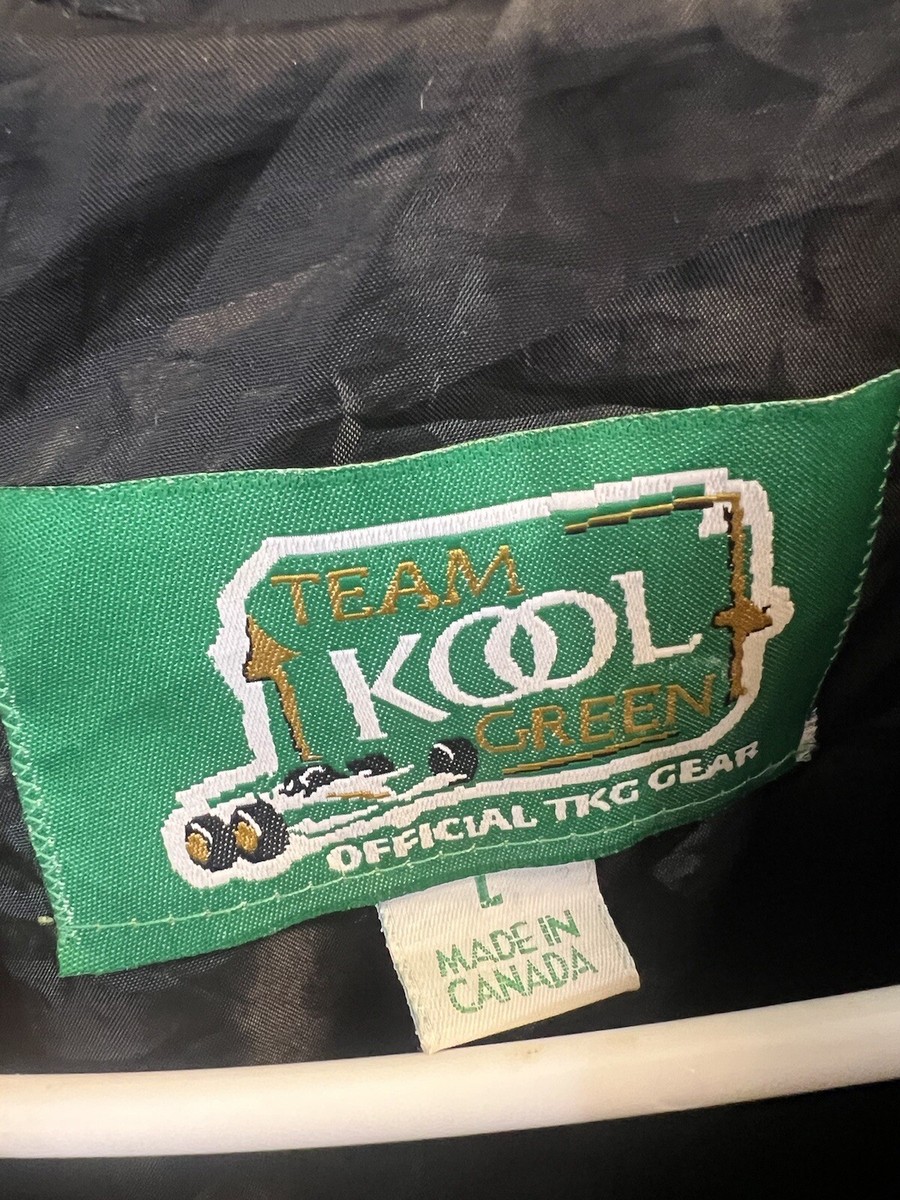 TEAM
KOOL
GREEN
OFFICIAL TKG GEAR
L
MADE IN
CANADA